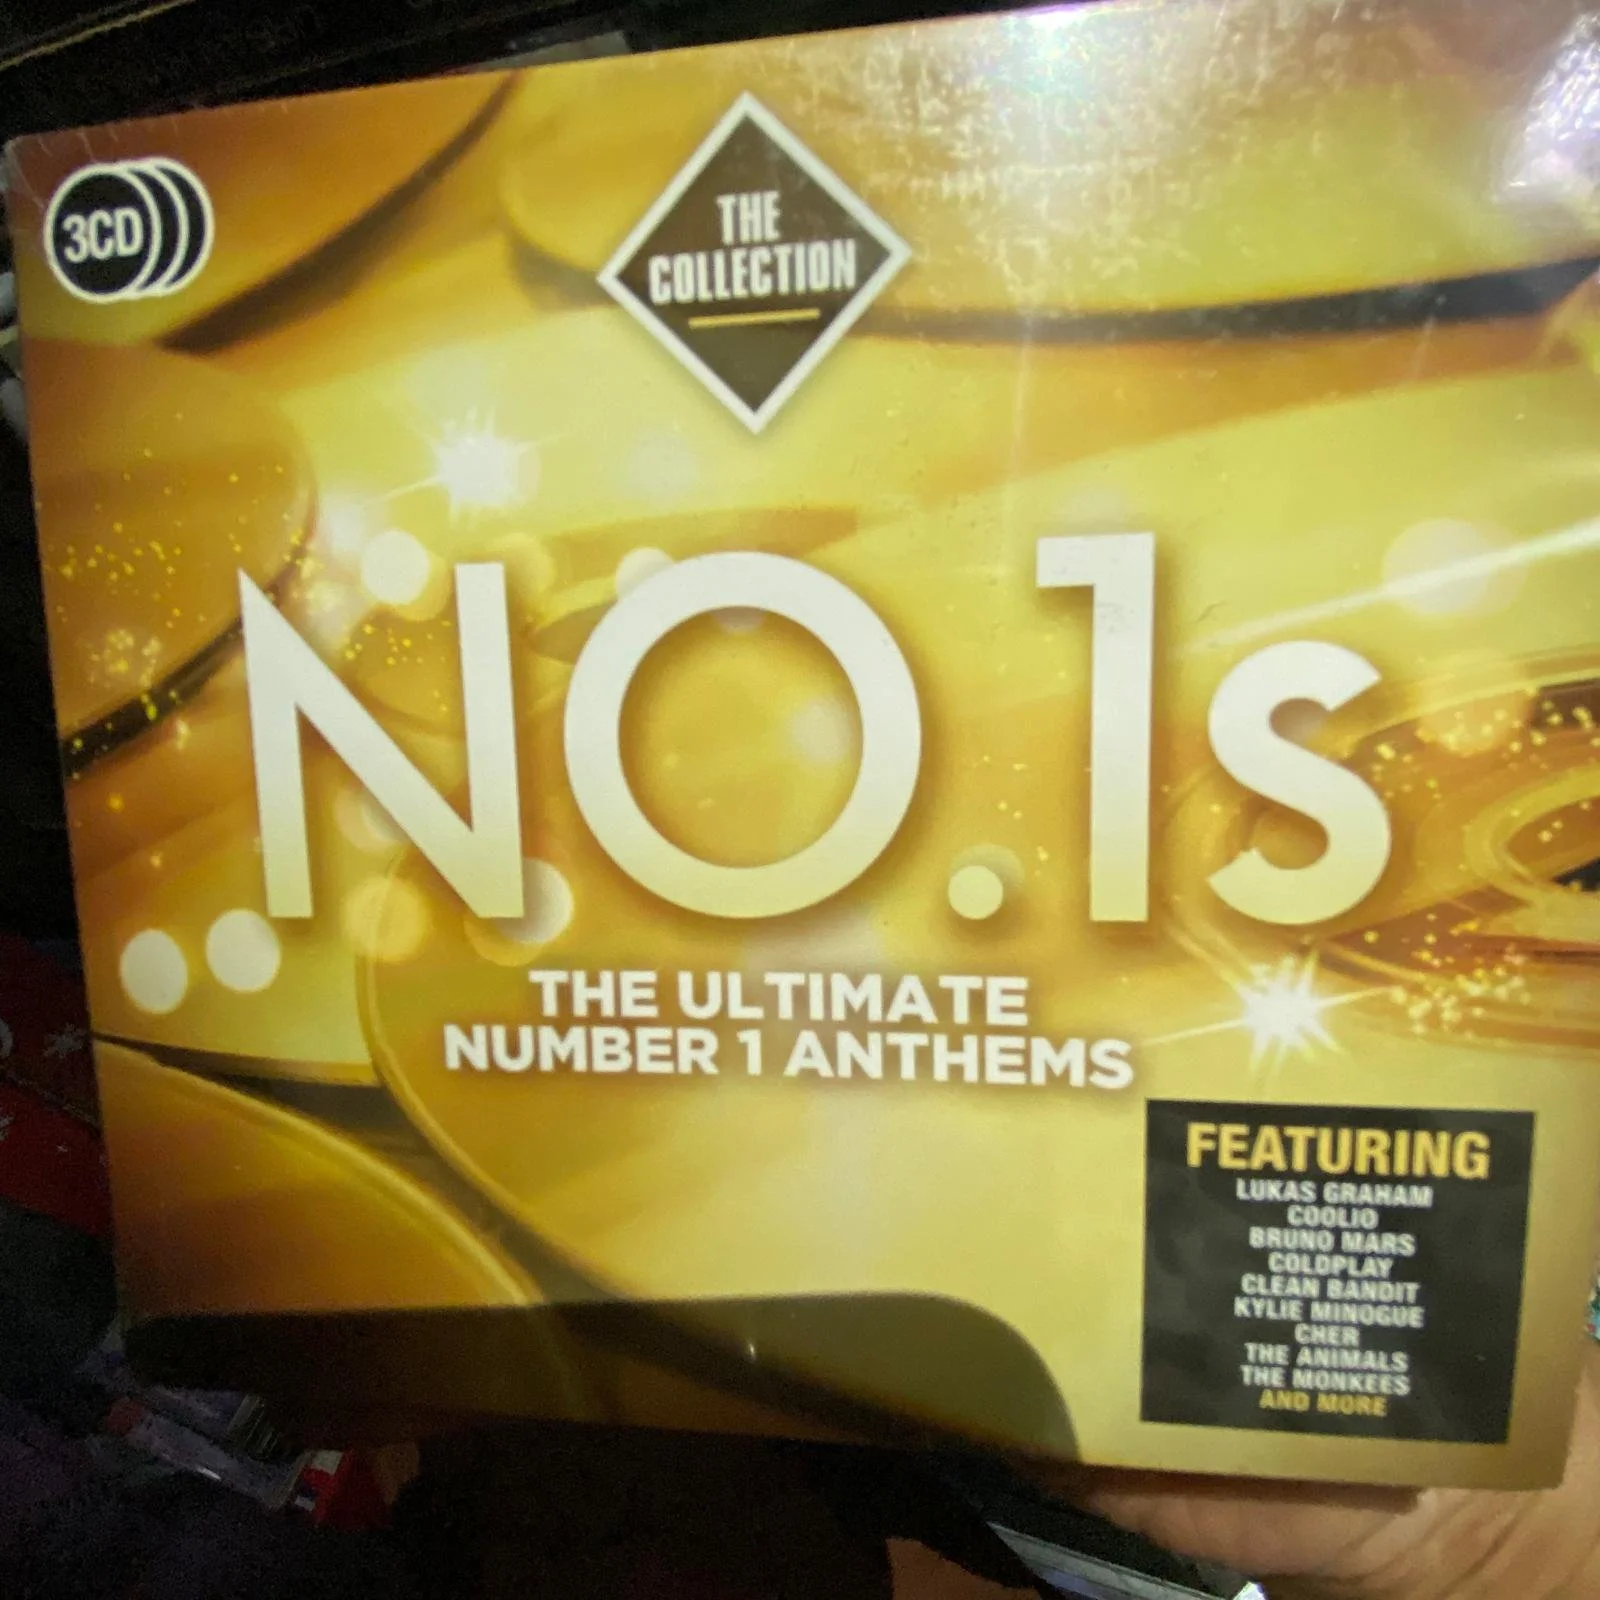 3CD
THE
COLLECTION
NO.1s
THE ULTIMATE
NUMBER 1 ANTHEMS
FEATURING
LUKAS GRAHAM
COOLIO
BRUNO MARS
COLDPLAY
CLEAN BANDIT
KYLIE MINOGUE
CHER
THE ANIMALS
THE MONKEES
AND MORE